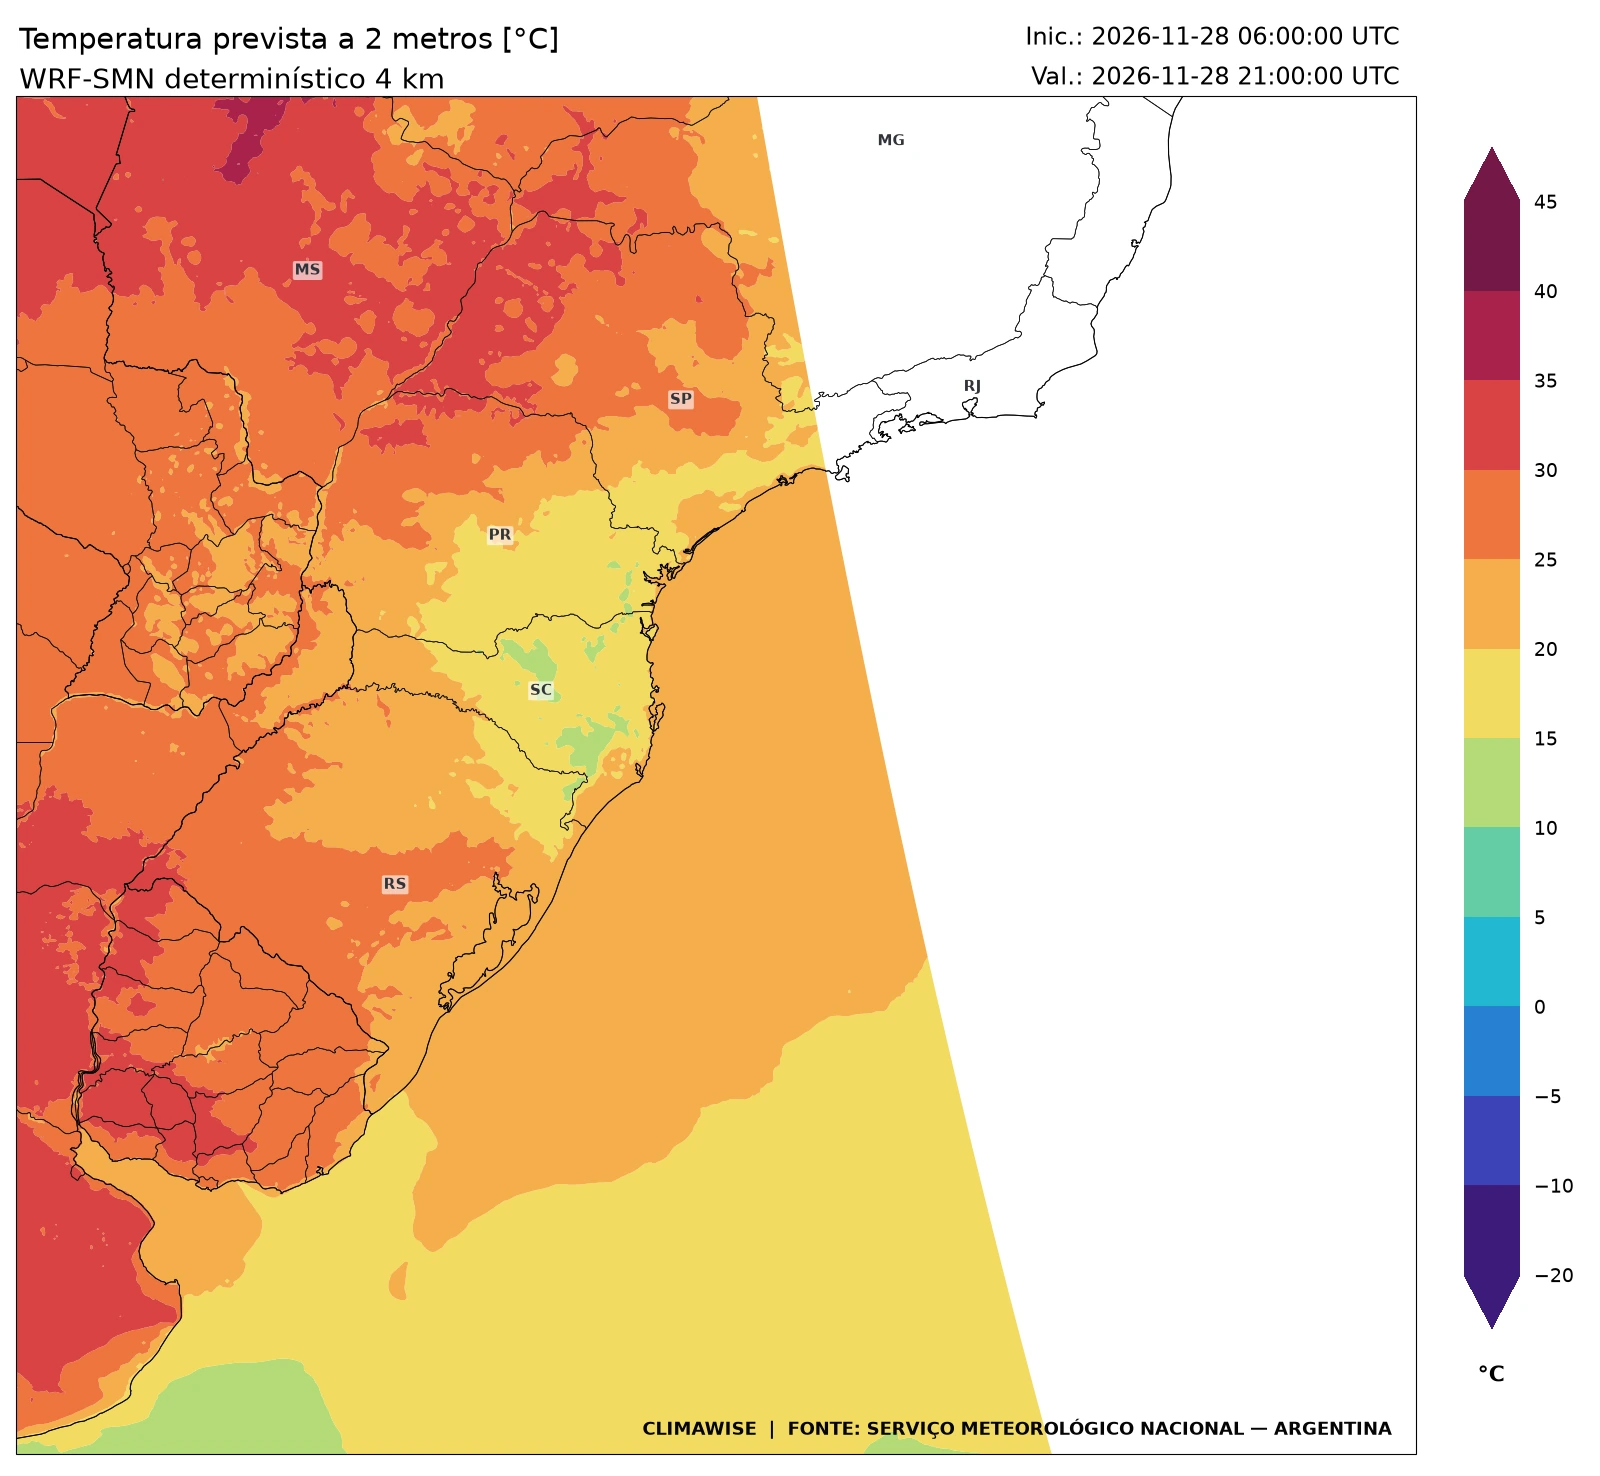 Temperatura prevista a 2 metros [°C]
WRF-SMN determinístico 4 km
Inic.: 2026-11-28 06:00:00 UTC
Val.: 2026-11-28 21:00:00 UTC
MG
MS
RJ
SP
PR
SC
RS
45
40
35
30
25
20
15
10
5
0
−5
−10
−20
°C
CLIMAWISE | FONTE: SERVIÇO METEOROLÓGICO NACIONAL — ARGENTINA